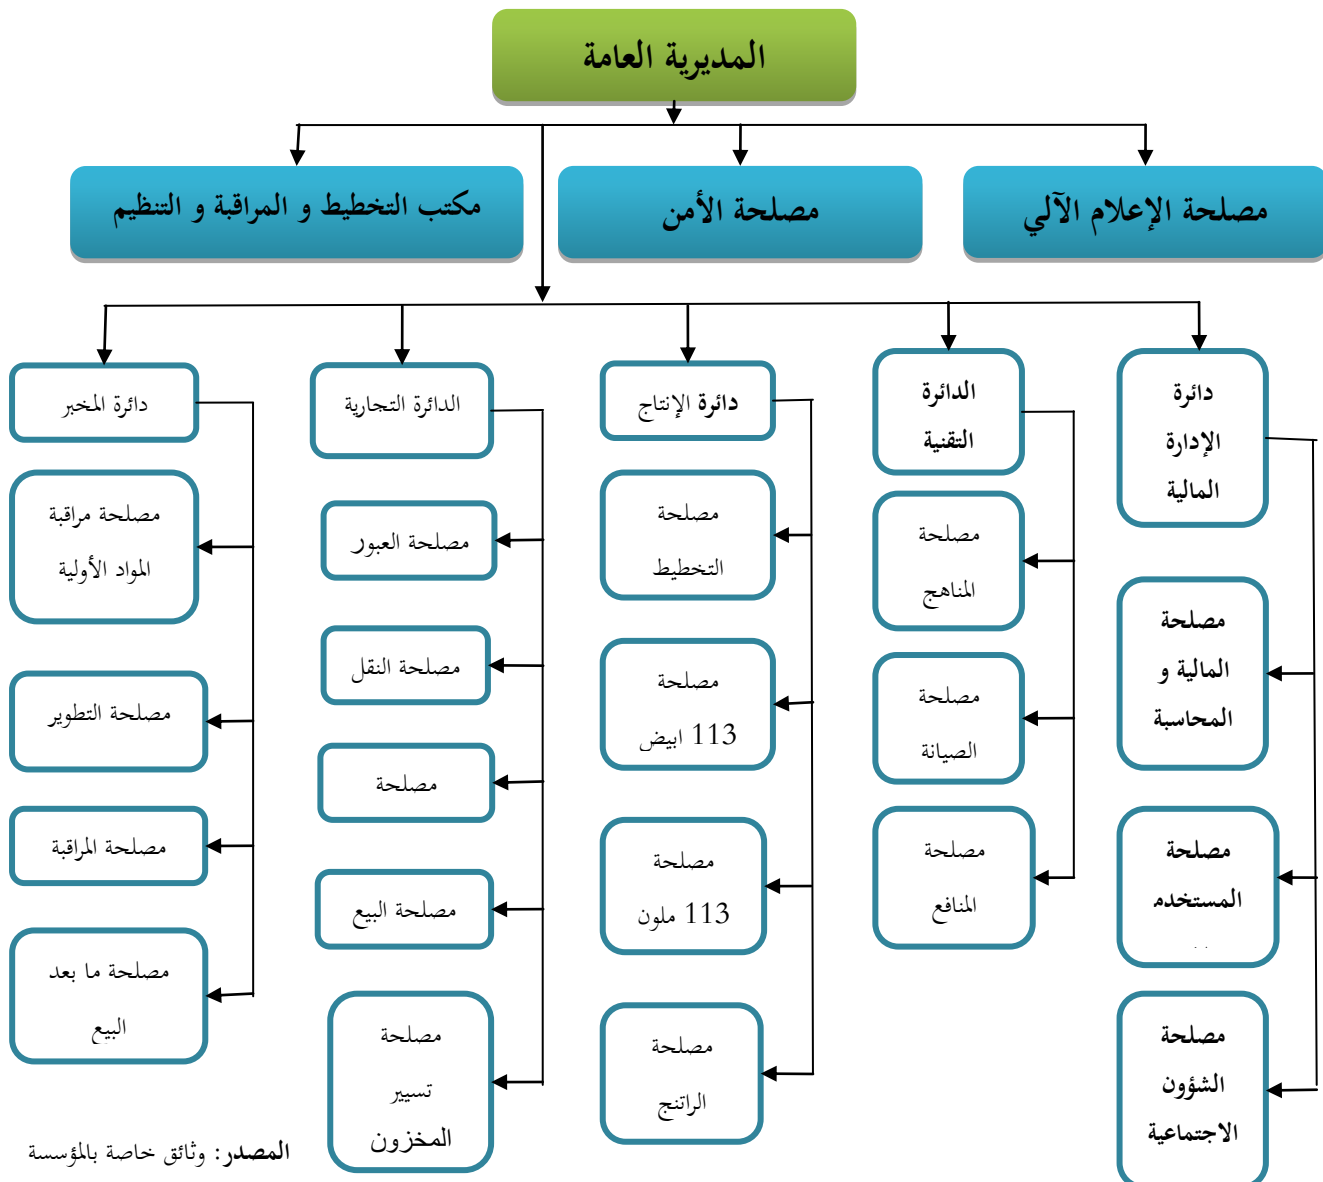 المديرية العامة
مصلحة الإعلام الآلي
مصلحة الأمن
مكتب التخطيط و المراقبة و التنظيم
دائرة
الإدارة
المالية
مصلحة
المالية و
المحاسبة
مصلحة
المستخدم
مصلحة
الشؤون
الاجتماعية
الدائرة
التقنية
مصلحة
المناهج
مصلحة
الصيانة
مصلحة
المنافع
دائرة الإنتاج
مصلحة
التخطيط
مصلحة
113 ابيض
مصلحة
113 ملون
مصلحة
الراتنج
الدائرة التجارية
مصلحة العبور
مصلحة النقل
مصلحة
مصلحة البيع
مصلحة
تسيير
المخزون
دائرة المخبر
مصلحة مراقبة
المواد الأولية
مصلحة التطوير
مصلحة المراقبة
مصلحة ما بعد
البيع
المصدر: وثائق خاصة بالمؤسسة